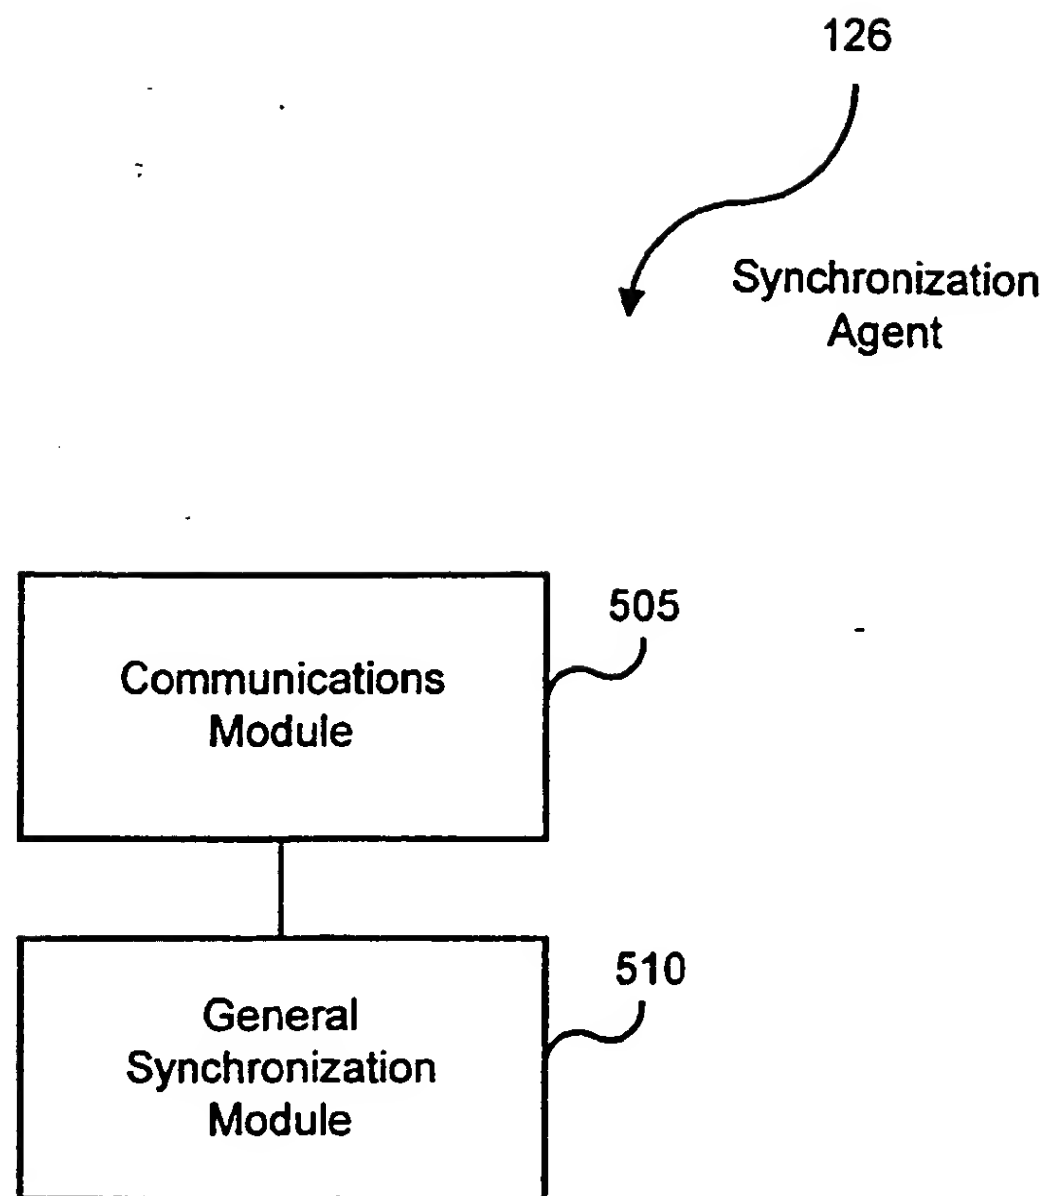 126
Synchronization
Agent
505
Communications
Module
510
General
Synchronization
Module